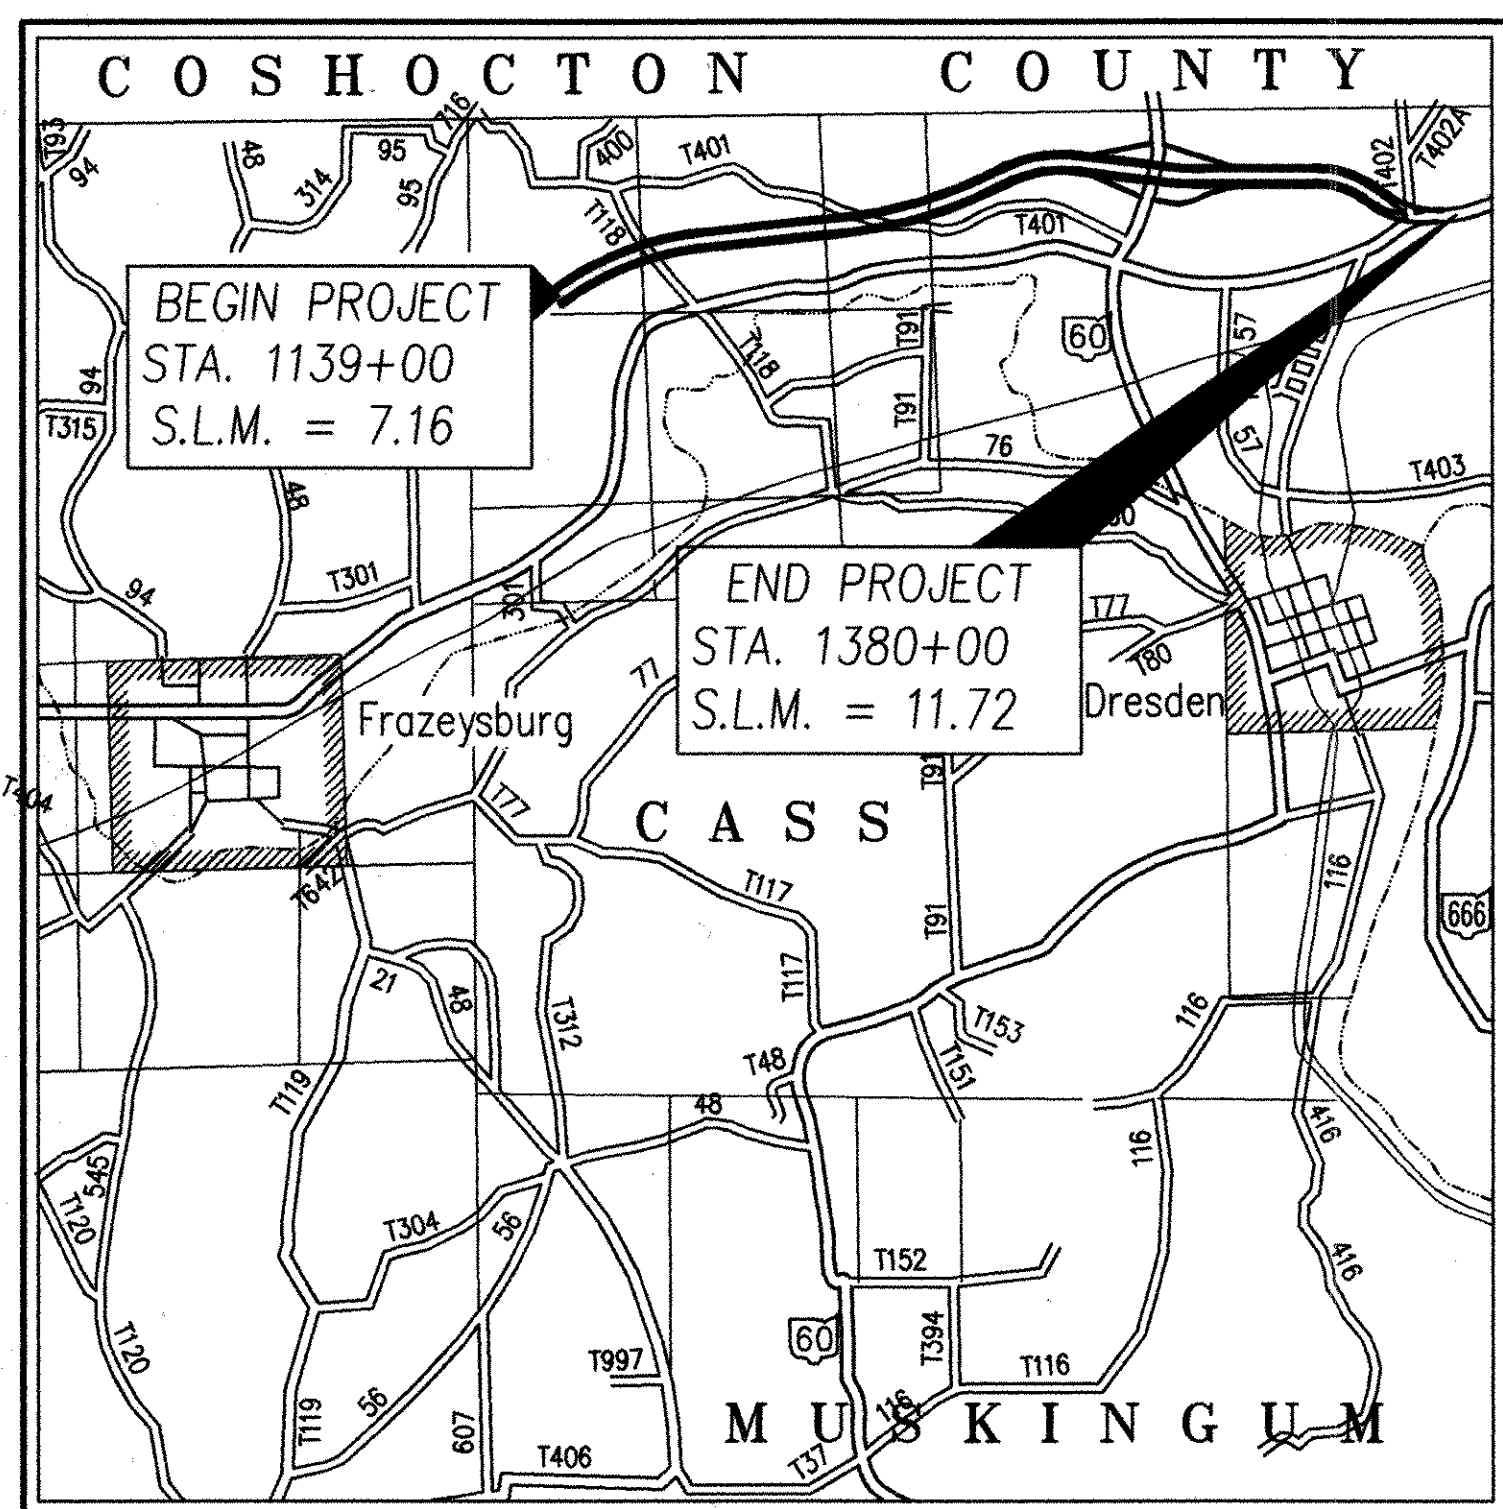 COSHOCTON COUNTY
T93
94
48
314
95
716
95
400
T401
T118
T401
T402
T402A
BEGIN PROJECT
STA. 1139+00
S.L.M. = 7.16
94
T315
48
T118
T91
T91
60
57
57
76
T403
94
T301
301
END PROJECT
STA. 1380+00
S.L.M. = 11.72
T77
T80
77
Frazeysburg
Dresden
T404
T77
T91
CASS
T642
T117
T91
116
666
21
48
T312
T117
T153
T151
116
T48
48
T119
116
416
545
T120
T304
56
T152
416
T120
60
T394
T997
T116
T119
56
607
116
MUSKINGUM
T406
T37